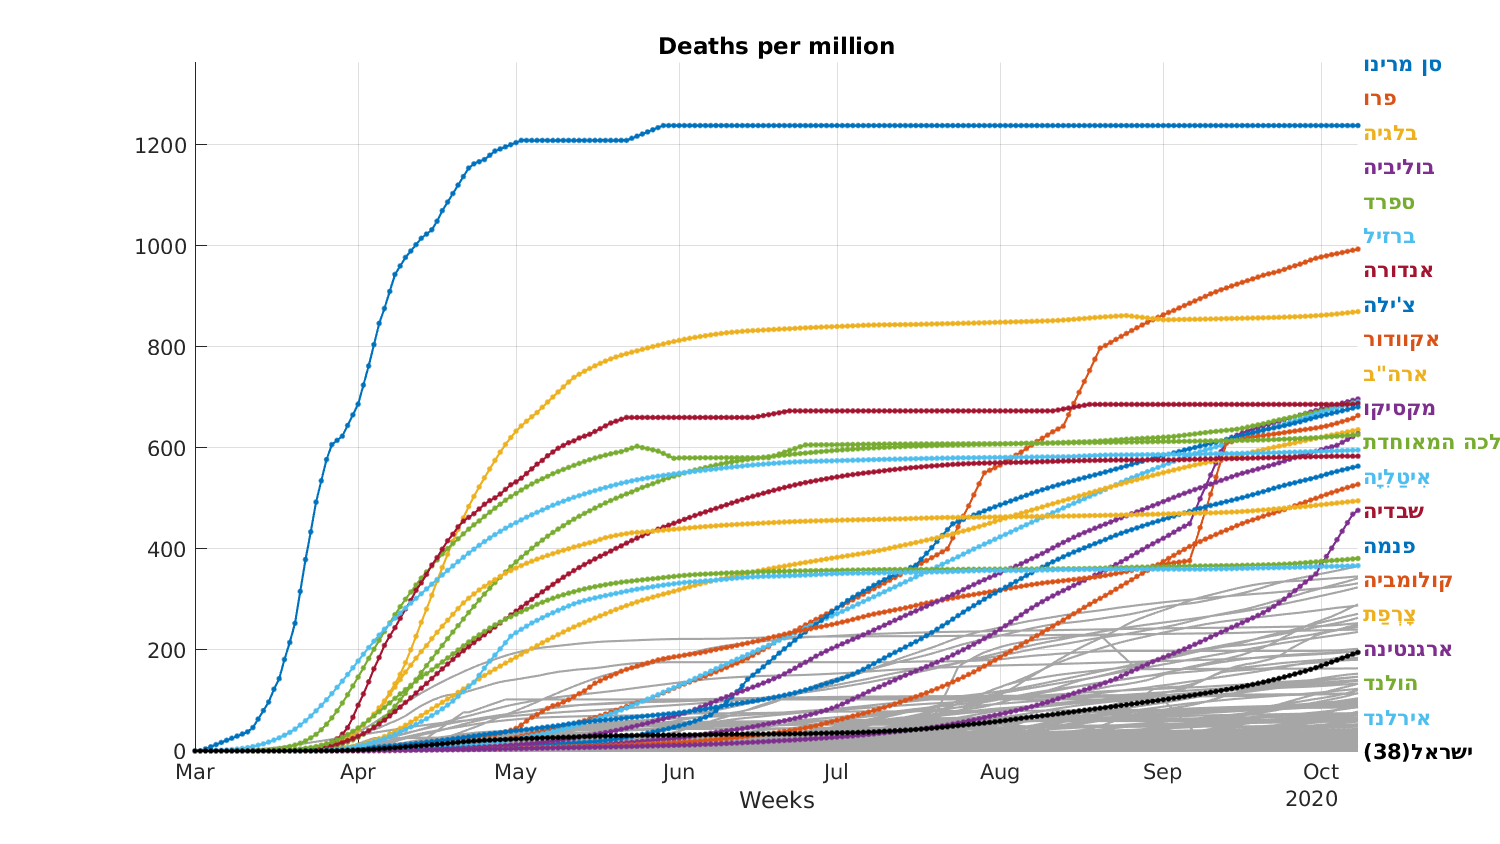 Deaths per million
1200
1000
800
600
400
200
0
Mar
Apr
May
Jun
Jul
Aug
Sep
Oct
2020
Weeks
סן מרינו
פרו
בלגיה
בוליביה
ספרד
ברזיל
אנדורה
צ'ילה
אקוודור
ארה"ב
מקסיקו
לכה המאוחדת
אִיטַלִיָה
שבדיה
פנמה
קולומביה
צָרְפַת
ארגנטינה
הולנד
אירלנד
ישראל(38)